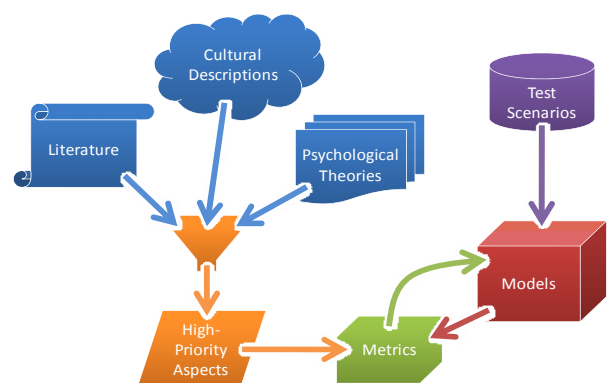 Cultural
Descriptions
Literature
Psychological
Theories
Test
Scenarios
Models
High-
Priority
Aspects
Metrics